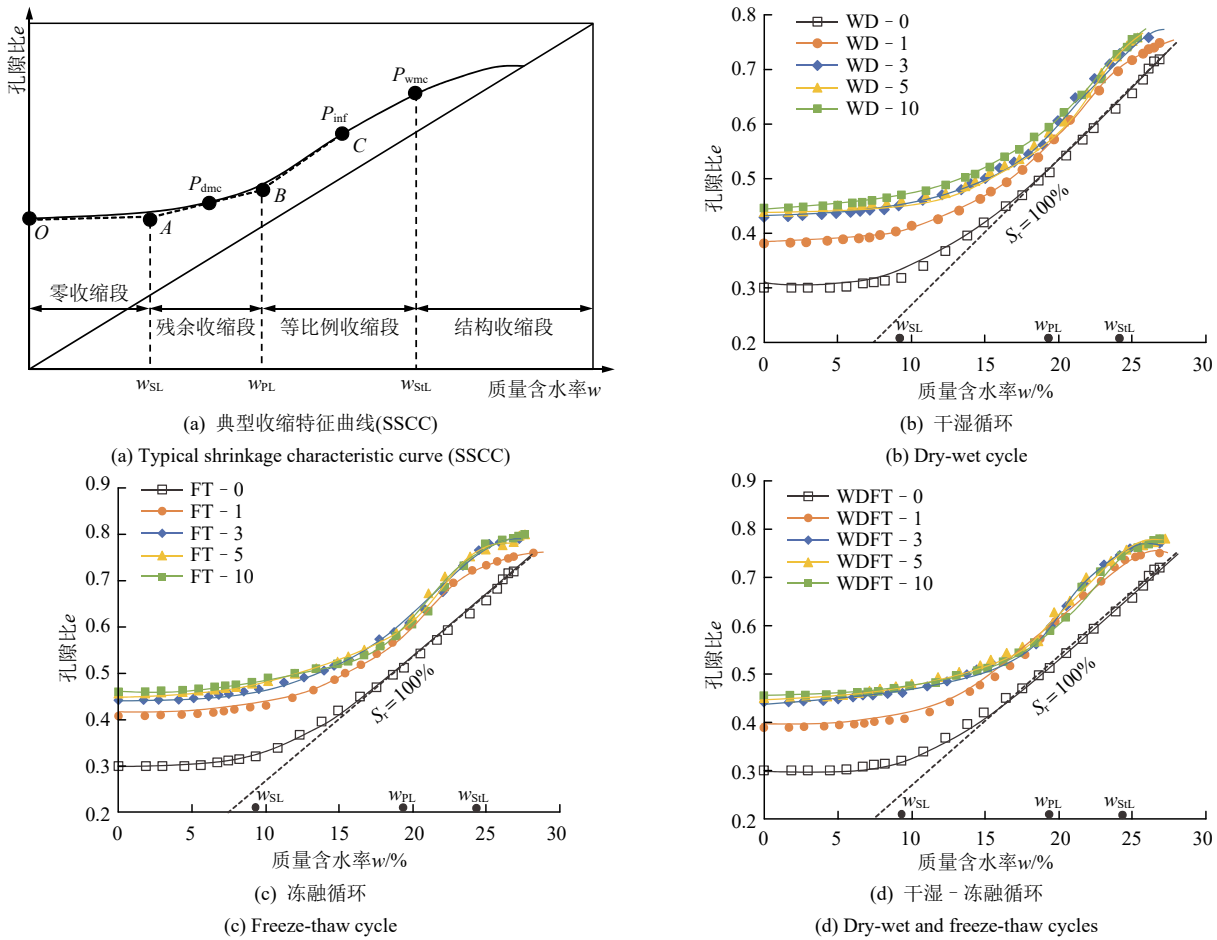 孔隙比e
P_wmc
P_inf
C
P_dmc
B
O
A
零收缩段
残余收缩段
等比例收缩段
结构收缩段
w_SL
w_PL
w_StL
质量含水率w
(a) 典型收缩特征曲线(SSCC)
(a) Typical shrinkage characteristic curve (SSCC)
孔隙比e
0.8
0.7
0.6
0.5
0.4
0.3
0.2
WD - 0
WD - 1
WD - 3
WD - 5
WD - 10
S_r = 100%
w_SL
w_PL
w_StL
0 5 10 15 20 25 30
质量含水率w/%
(b) 干湿循环
(b) Dry-wet cycle
孔隙比e
0.9
0.8
0.7
0.6
0.5
0.4
0.3
0.2
FT - 0
FT - 1
FT - 3
FT - 5
FT - 10
S_r = 100%
w_SL
w_PL
w_StL
0 5 10 15 20 25 30
质量含水率w/%
(c) 冻融循环
(c) Freeze-thaw cycle
孔隙比e
0.9
0.8
0.7
0.6
0.5
0.4
0.3
0.2
WDFT - 0
WDFT - 1
WDFT - 3
WDFT - 5
WDFT - 10
S_r = 100%
w_SL
w_PL
w_StL
0 5 10 15 20 25 30
质量含水率w/%
(d) 干湿 - 冻融循环
(d) Dry-wet and freeze-thaw cycles